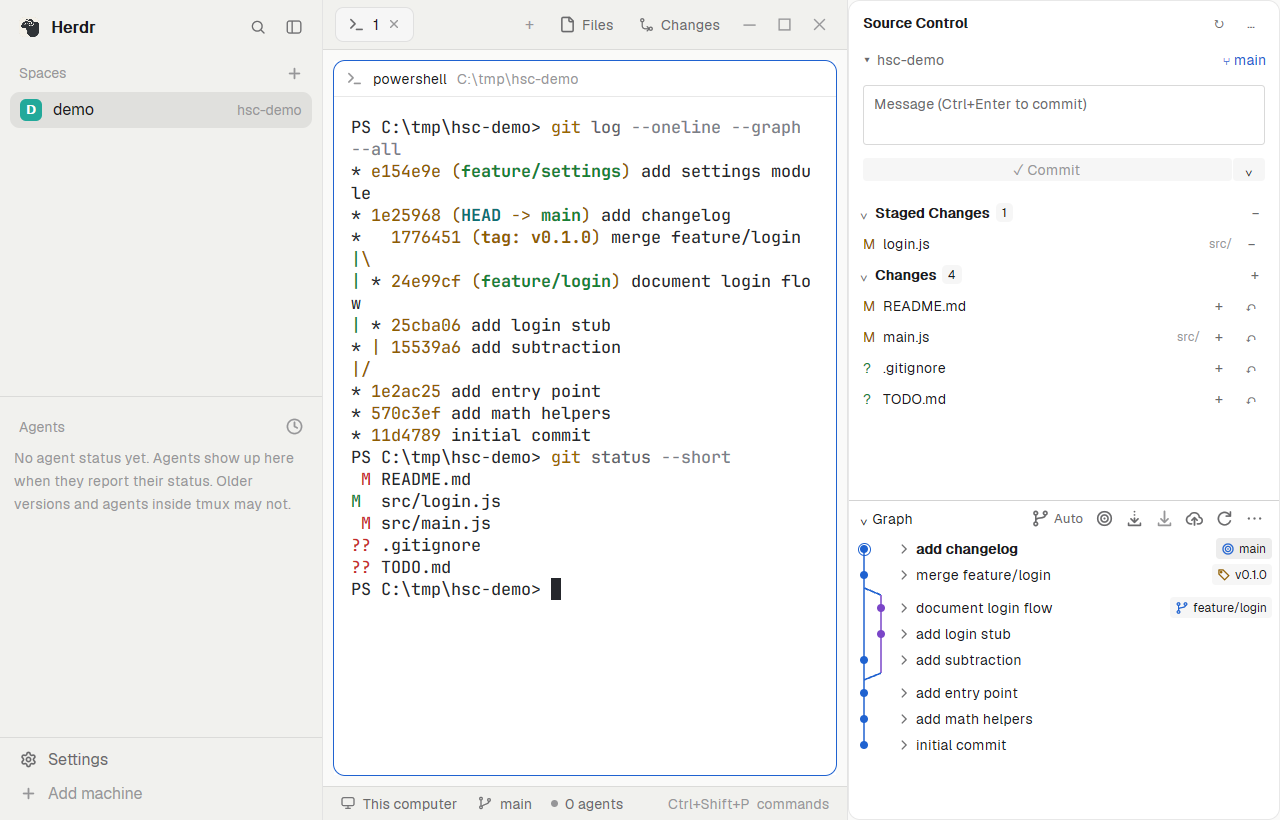 Herdr
Spaces
D demo hsc-demo
Agents
No agent status yet. Agents show up here
when they report their status. Older
versions and agents inside tmux may not.
Settings
Add machine
1
Files
Changes
powershell C:\tmp\hsc-demo
PS C:\tmp\hsc-demo> git log --oneline --graph
--all
* e154e9e (feature/settings) add settings modu
le
* 1e25968 (HEAD -> main) add changelog
*   1776451 (tag: v0.1.0) merge feature/login
|\
| * 24e99cf (feature/login) document login flo
w
| * 25cba06 add login stub
* | 15539a6 add subtraction
|/
* 1e2ac25 add entry point
* 570c3ef add math helpers
* 11d4789 initial commit
PS C:\tmp\hsc-demo> git status --short
 M README.md
M  src/login.js
 M src/main.js
?? .gitignore
?? TODO.md
PS C:\tmp\hsc-demo>
This computer main 0 agents Ctrl+Shift+P commands
Source Control
hsc-demo main
Message (Ctrl+Enter to commit)
✓ Commit
Staged Changes 1
M login.js src/
Changes 4
M README.md
M main.js src/
? .gitignore
? TODO.md
Graph Auto
add changelog main
merge feature/login v0.1.0
document login flow feature/login
add login stub
add subtraction
add entry point
add math helpers
initial commit